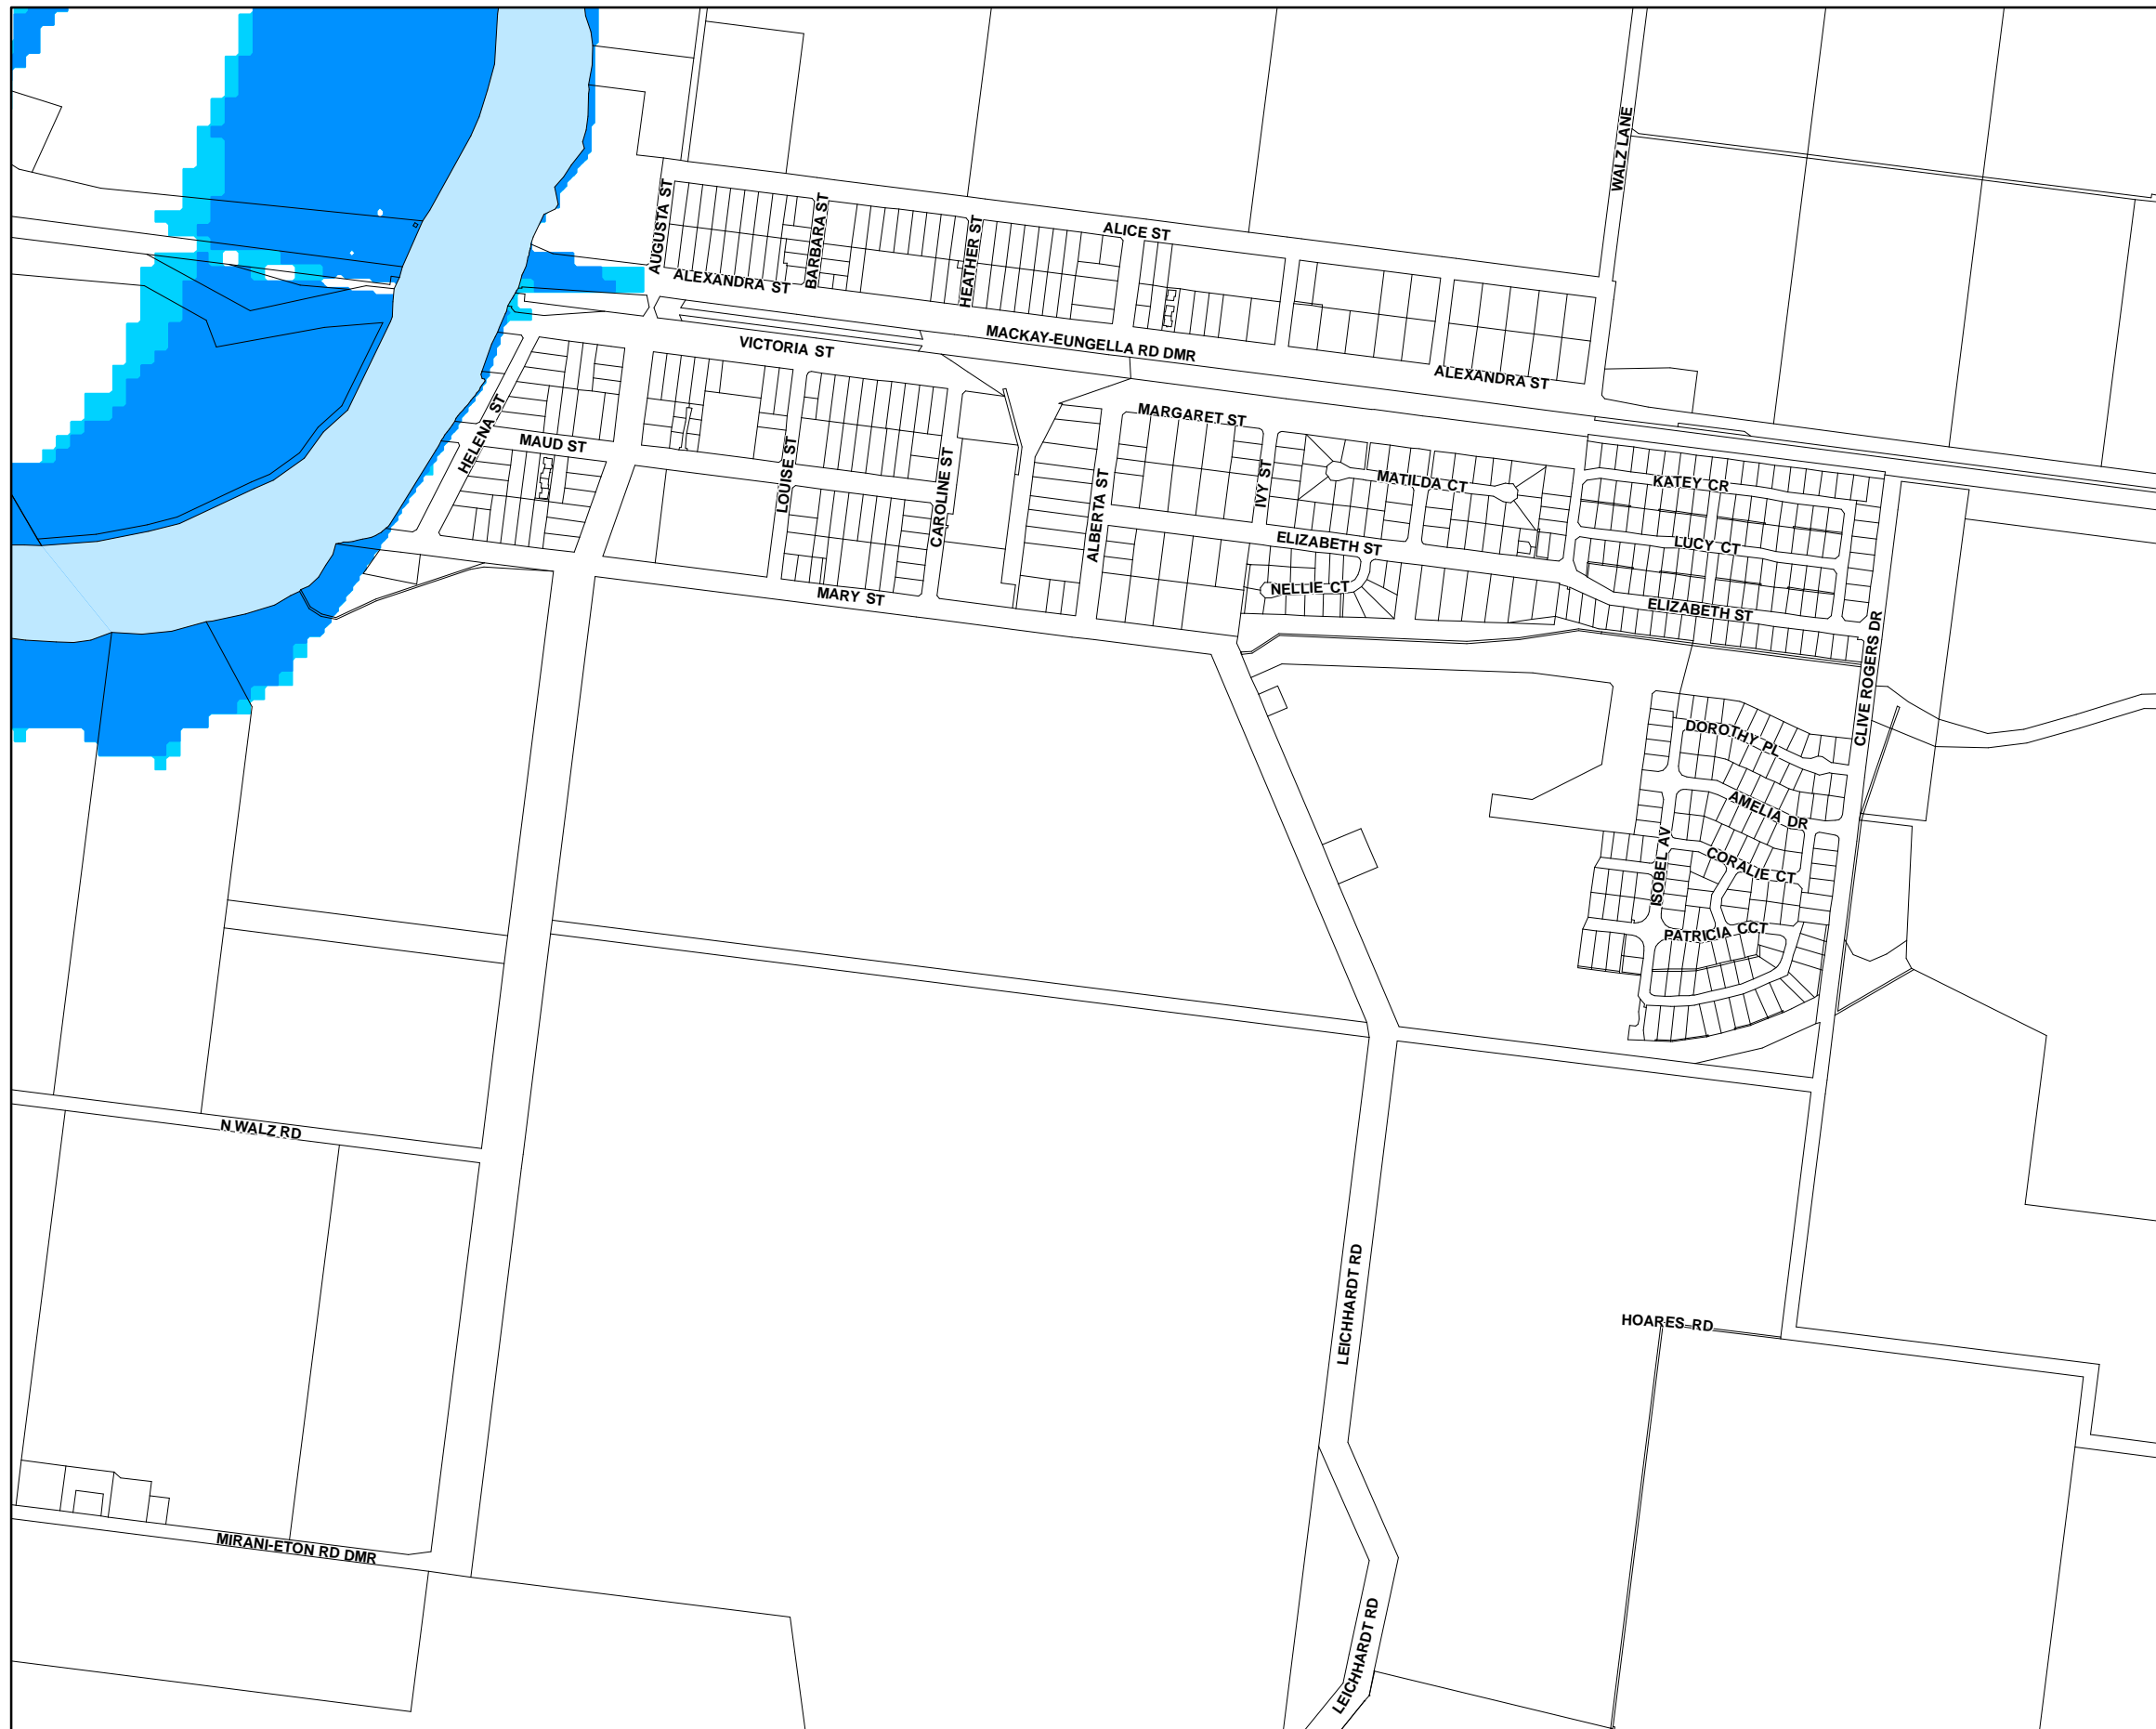 WALZ LANE
AUGUSTA ST
BARBARA ST
HEATHER ST
ALICE ST
ALEXANDRA ST
MACKAY-EUNGELLA RD DMR
VICTORIA ST
ALEXANDRA ST
HELENA ST
MAUD ST
LOUISE ST
CAROLINE ST
MARGARET ST
ALBERTA ST
IVY ST
MATILDA CT
KATEY CR
ELIZABETH ST
LUCY CT
NELLIE CT
MARY ST
ELIZABETH ST
CLIVE ROGERS DR
DOROTHY PL
AMELIA DR
ISOBEL AV
CORALIE CT
PATRICIA CCT
N WALZ RD
LEICHHARDT RD
HOARES RD
MIRANI-ETON RD DMR
LEICHHARDT RD